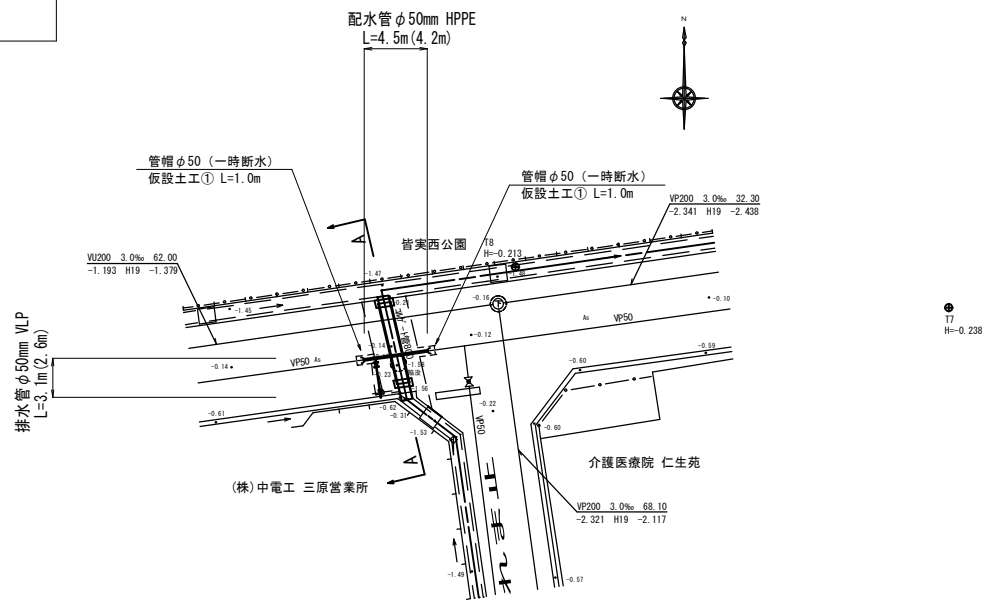 配水管φ50mm HPPE
L=4.5m(4.2m)
N
管帽φ50（一時断水）
仮設土工① L=1.0m
管帽φ50（一時断水）
仮設土工① L=1.0m
VP200 3.0‰ 32.30
-2.341 H19 -2.438
A
皆実西公園
T8
H=-0.213
VU200 3.0‰ 62.00
-1.193 H19 -1.379
-1.47
-1.48
-1.45
-0.16
-0.10
As
VP50
T7
H=-0.238
-0.14
-0.12
排水管φ50mm VLP
L=3.1m(2.6m)
-0.14
VP50
As
-0.59
-0.60
-0.23
-0.22
-0.61
-0.62
-0.31
VP50
-1.53
-0.60
A
介護医療院 仁生苑
(株)中電工 三原営業所
VP200 3.0‰ 68.10
-2.321 H19 -2.117
-1.49
-0.57